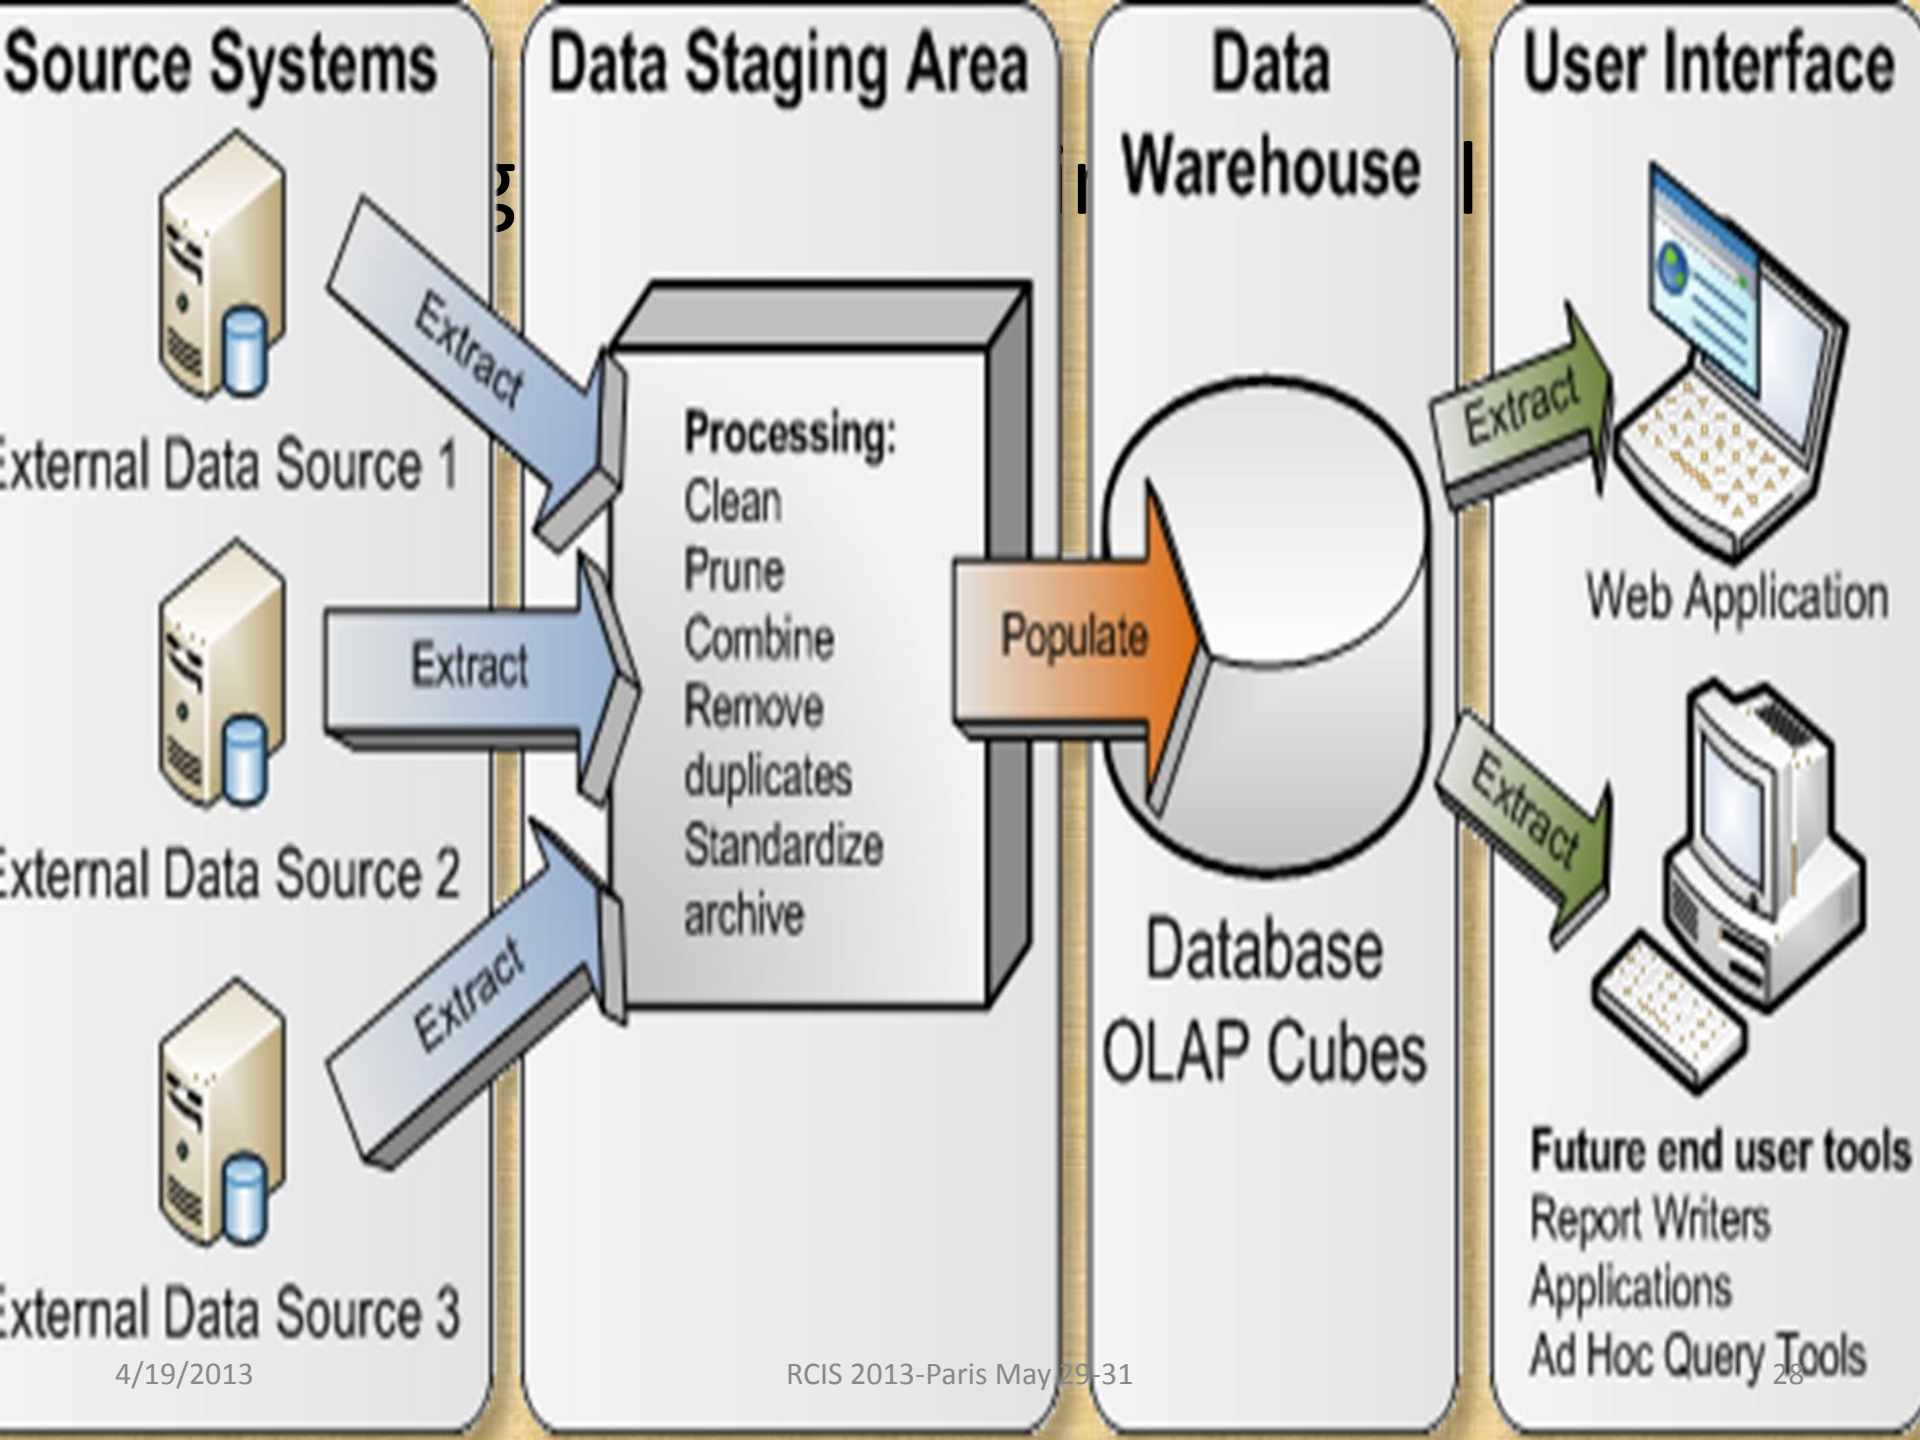 Source Systems
Extract
External Data Source 1
Extract
External Data Source 2
Extract
External Data Source 3
Data Staging Area
Processing:
Clean
Prune
Combine
Remove
duplicates
Standardize
archive
Populate
Data
Warehouse
Database
OLAP Cubes
User Interface
Extract
Web Application
Extract
Future end user tools
Report Writers
Applications
Ad Hoc Query Tools
4/19/2013
RCIS 2013-Paris May 29-31
28